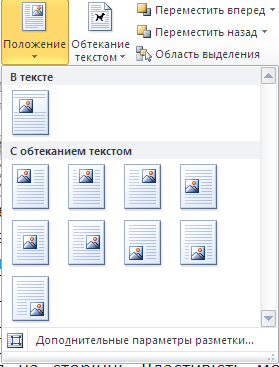 Положение
Обтекание
текстом
Переместить вперед
Переместить назад
Область выделения
В тексте
С обтеканием текстом
Дополнительные параметры разметки...